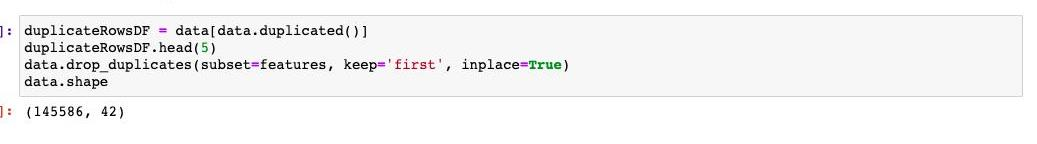 ]: duplicateRowsDF = data[data.duplicated()]
duplicateRowsDF.head(5)
data.drop_duplicates(subset=features, keep='first', inplace=True)
data.shape
]: (145586, 42)